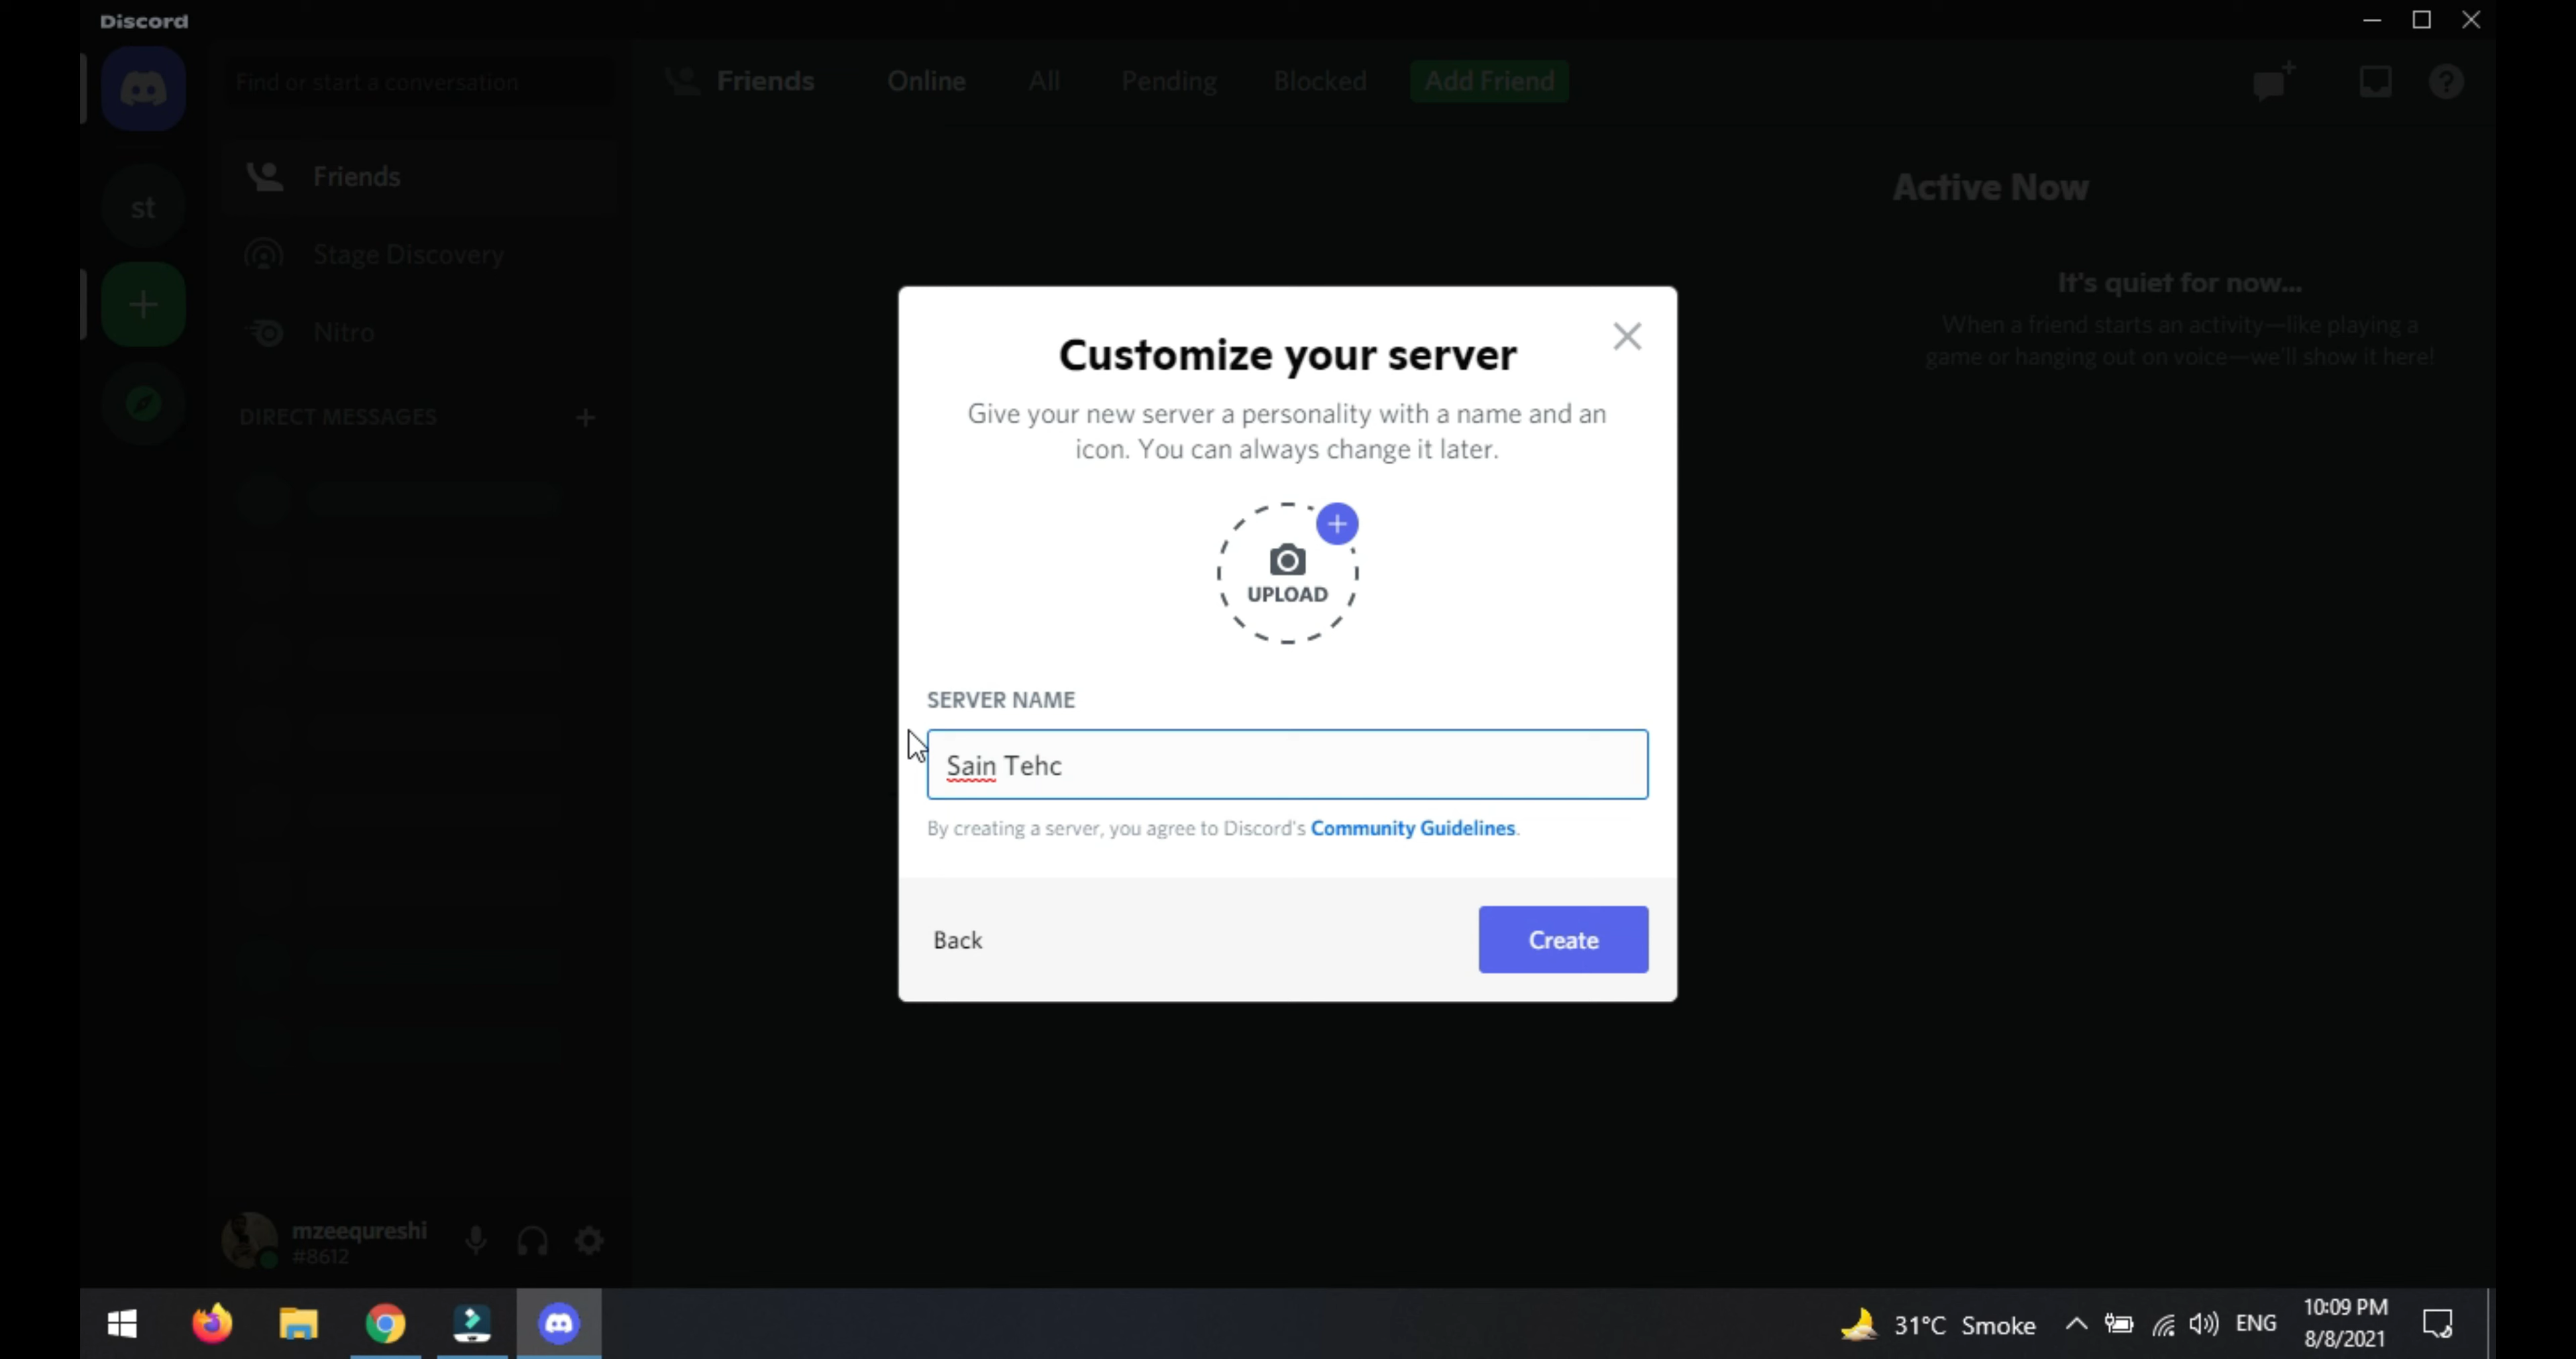 Discord
Find or start a conversation
Friends
Online
All
Pending
Blocked
Add Friend
st
Friends
Stage Discovery
Nitro
DIRECT MESSAGES
Active Now
It's quiet for now...
When a friend starts an activity—like playing a
game or hanging out on voice—we'll show it here!
Customize your server
Give your new server a personality with a name and an
icon. You can always change it later.
UPLOAD
SERVER NAME
Sain Tehc
By creating a server, you agree to Discord's Community Guidelines.
Back
Create
mzeequreshi
#8612
31°C Smoke
ENG
10:09 PM
8/8/2021